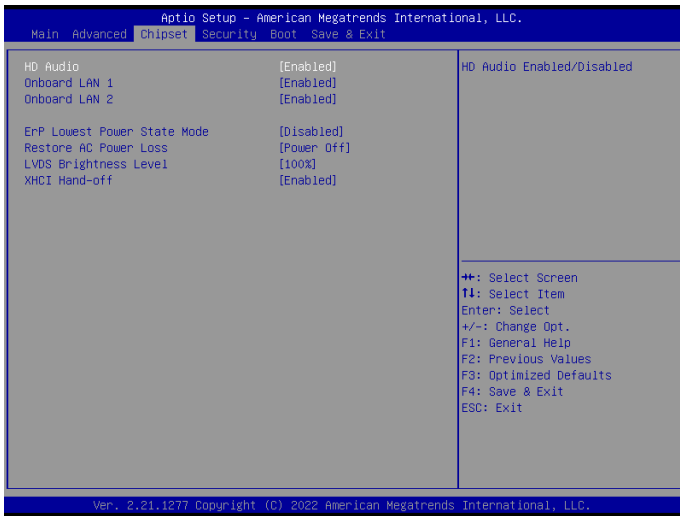 Aptio Setup – American Megatrends International, LLC.
Main Advanced Chipset Security Boot Save & Exit
HD Audio [Enabled]
Onboard LAN 1 [Enabled]
Onboard LAN 2 [Enabled]
ErP Lowest Power State Mode [Disabled]
Restore AC Power Loss [Power Off]
LVDS Brightness Level [100%]
XHCI Hand-off [Enabled]
HD Audio Enabled/Disabled
→←: Select Screen
↑↓: Select Item
Enter: Select
+/-: Change Opt.
F1: General Help
F2: Previous Values
F3: Optimized Defaults
F4: Save & Exit
ESC: Exit
Ver. 2.21.1277 Copyright (C) 2022 American Megatrends International, LLC.